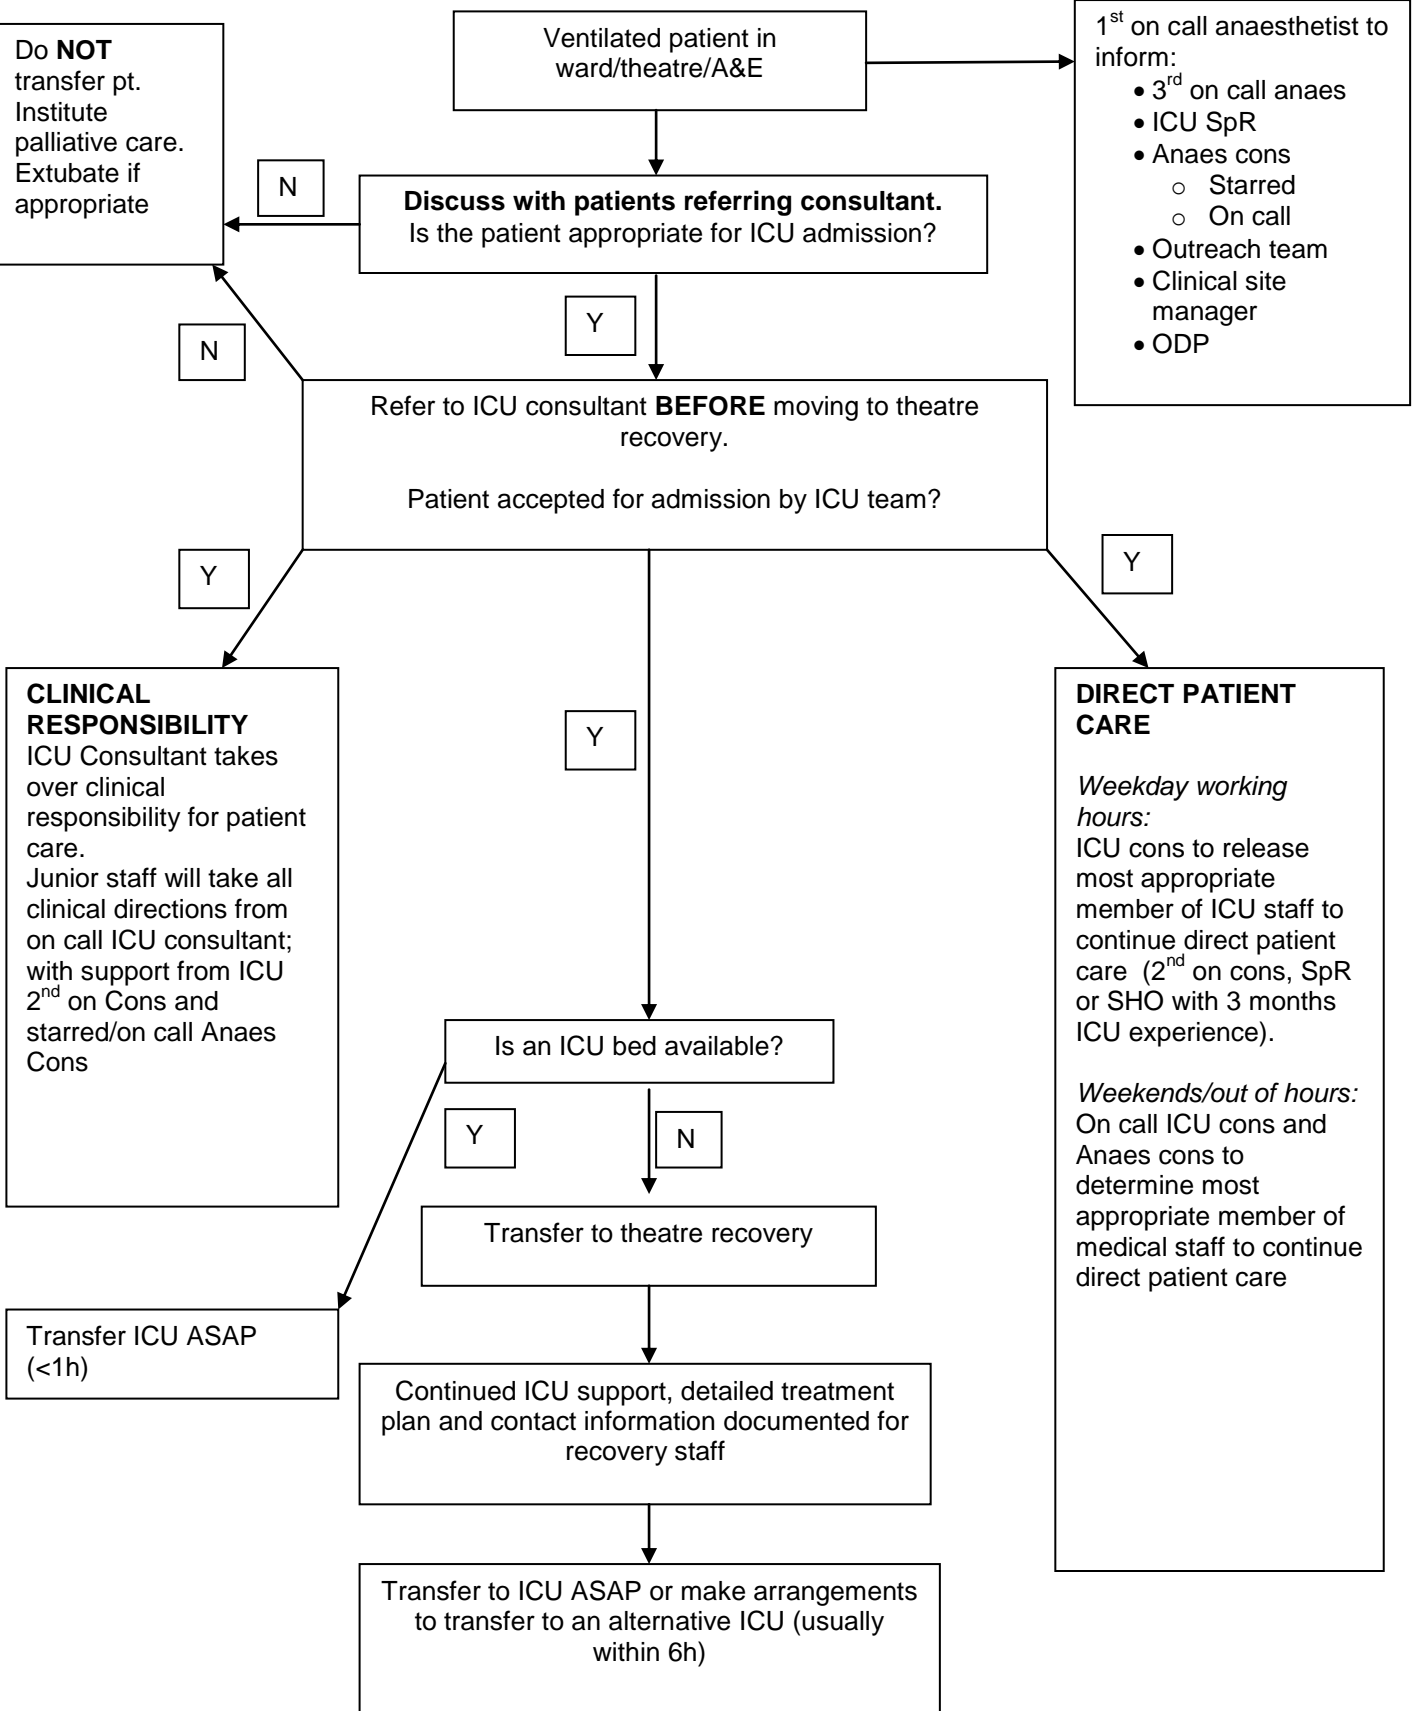 Do NOT
transfer pt.
Institute
palliative care.
Extubate if
appropriate
Ventilated patient in
ward/theatre/A&E
1st on call anaesthetist to
inform:
• 3rd on call anaes
• ICU SpR
• Anaes cons
o Starred
o On call
• Outreach team
• Clinical site
manager
• ODP
N
Discuss with patients referring consultant.
Is the patient appropriate for ICU admission?
Y
N
Refer to ICU consultant BEFORE moving to theatre
recovery.
Patient accepted for admission by ICU team?
Y
Y
Y
CLINICAL
RESPONSIBILITY
ICU Consultant takes
over clinical
responsibility for patient
care.
Junior staff will take all
clinical directions from
on call ICU consultant;
with support from ICU
2nd on Cons and
starred/on call Anaes
Cons
DIRECT PATIENT
CARE
Weekday working
hours:
ICU cons to release
most appropriate
member of ICU staff to
continue direct patient
care (2nd on cons, SpR
or SHO with 3 months
ICU experience).
Weekends/out of hours:
On call ICU cons and
Anaes cons to
determine most
appropriate member of
medical staff to continue
direct patient care
Is an ICU bed available?
Y
N
Transfer to theatre recovery
Transfer ICU ASAP
(<1h)
Continued ICU support, detailed treatment
plan and contact information documented for
recovery staff
Transfer to ICU ASAP or make arrangements
to transfer to an alternative ICU (usually
within 6h)